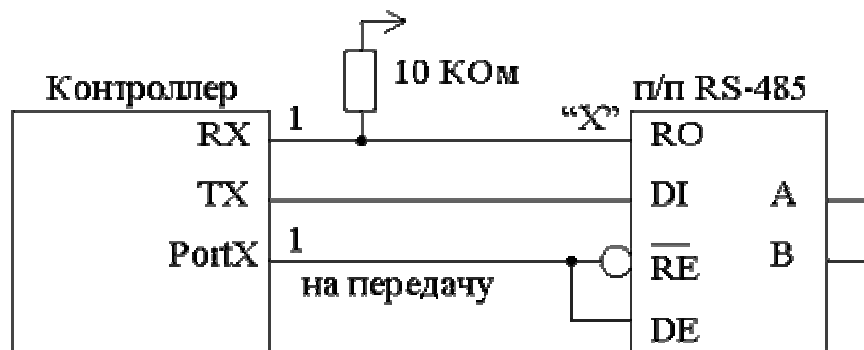 10 КОм
Контроллер
п/п RS-485
RX
1
“X”
RO
TX
DI
A
PortX
1
RE
B
на передачу
DE